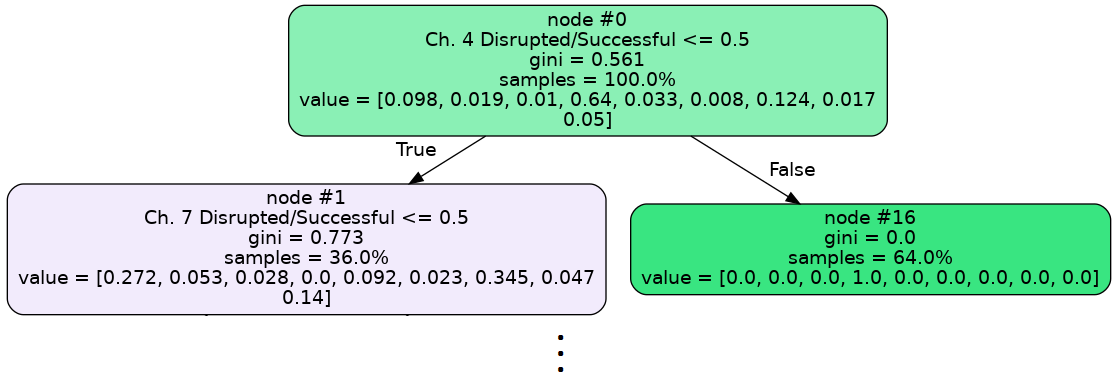 node #0
Ch. 4 Disrupted/Successful <= 0.5
gini = 0.561
samples = 100.0%
value = [0.098, 0.019, 0.01, 0.64, 0.033, 0.008, 0.124, 0.017
0.05]
True
False
node #1
Ch. 7 Disrupted/Successful <= 0.5
gini = 0.773
samples = 36.0%
value = [0.272, 0.053, 0.028, 0.0, 0.092, 0.023, 0.345, 0.047
0.14]
node #16
gini = 0.0
samples = 64.0%
value = [0.0, 0.0, 0.0, 1.0, 0.0, 0.0, 0.0, 0.0, 0.0]